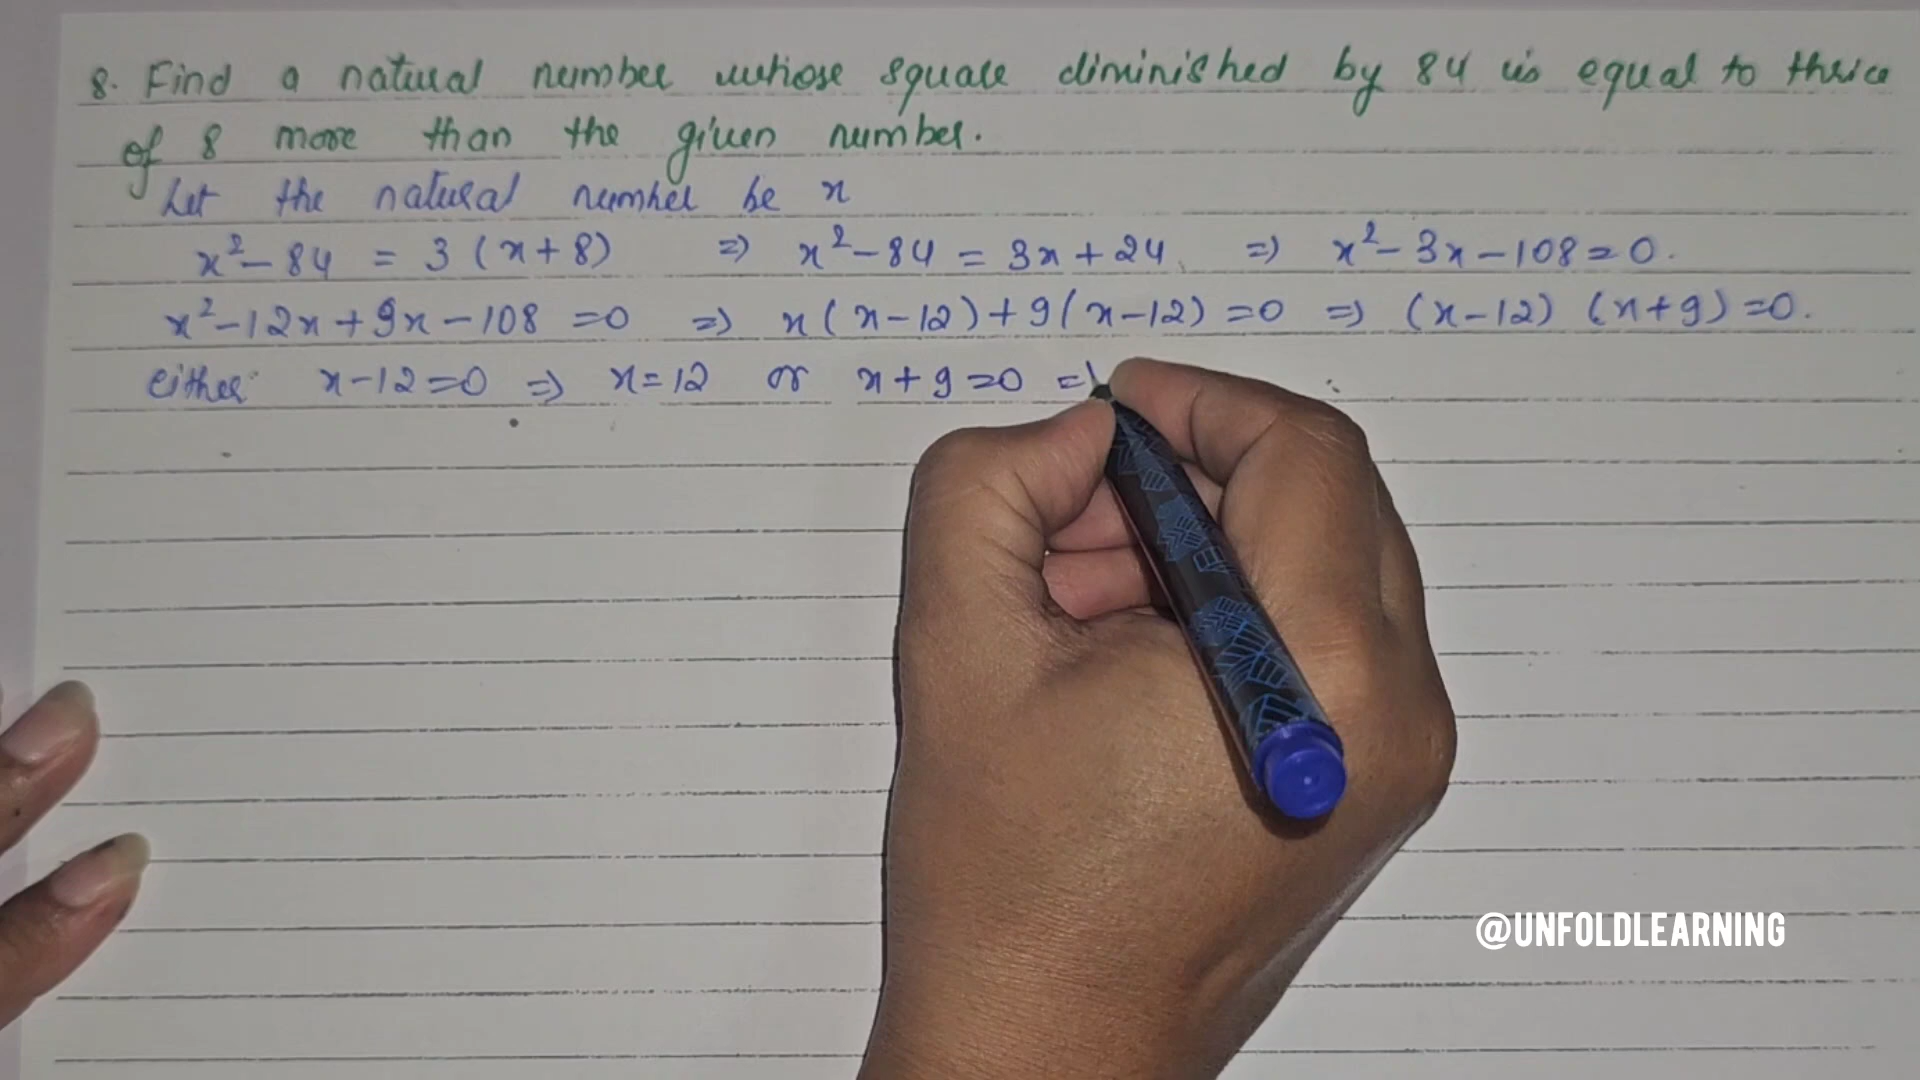 8. Find a natural number whose square diminished by 84 is equal to thrice
of 8 more than the given number.
Let the natural number be x
x²-84 = 3(x+8) => x²-84 = 3x+24 => x²-3x-108=0.
x²-12x+9x-108=0 => x(x-12)+9(x-12)=0 => (x-12)(x+9)=0.
either x-12=0 => x=12 or x+9=0 =>
@UNFOLDLEARNING